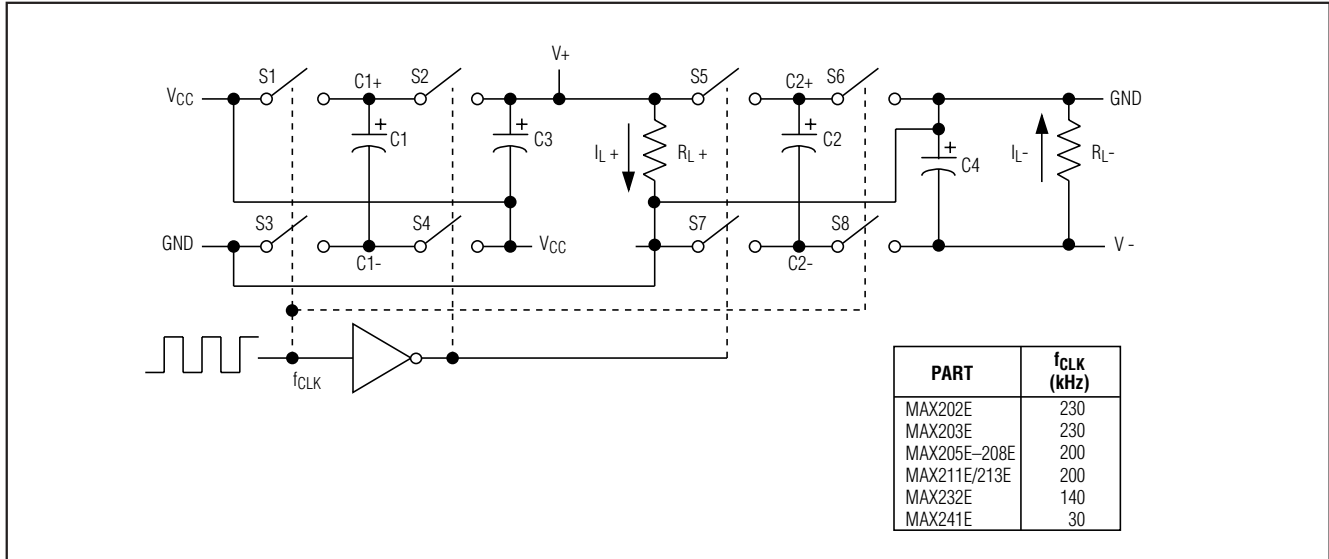 V+
S1 C1+ S2 S5 C2+ S6
VCC GND
+ C1 + C3 IL + RL + + C2 + C4 IL- RL-
S3 S4 S7 S8
GND VCC V -
C1- C2-
fCLK
PART fCLK (kHz)
MAX202E 230
MAX203E 230
MAX205E–208E 200
MAX211E/213E 200
MAX232E 140
MAX241E 30